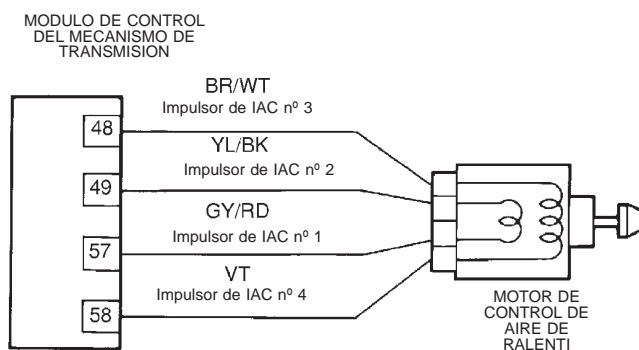 MODULO DE CONTROL
DEL MECANISMO DE
TRANSMISION
BR/WT
Impulsor de IAC nº 3
48
YL/BK
Impulsor de IAC nº 2
49
GY/RD
Impulsor de IAC nº 1
57
VT
Impulsor de IAC nº 4
58
MOTOR DE
CONTROL DE
AIRE DE
RALENTI